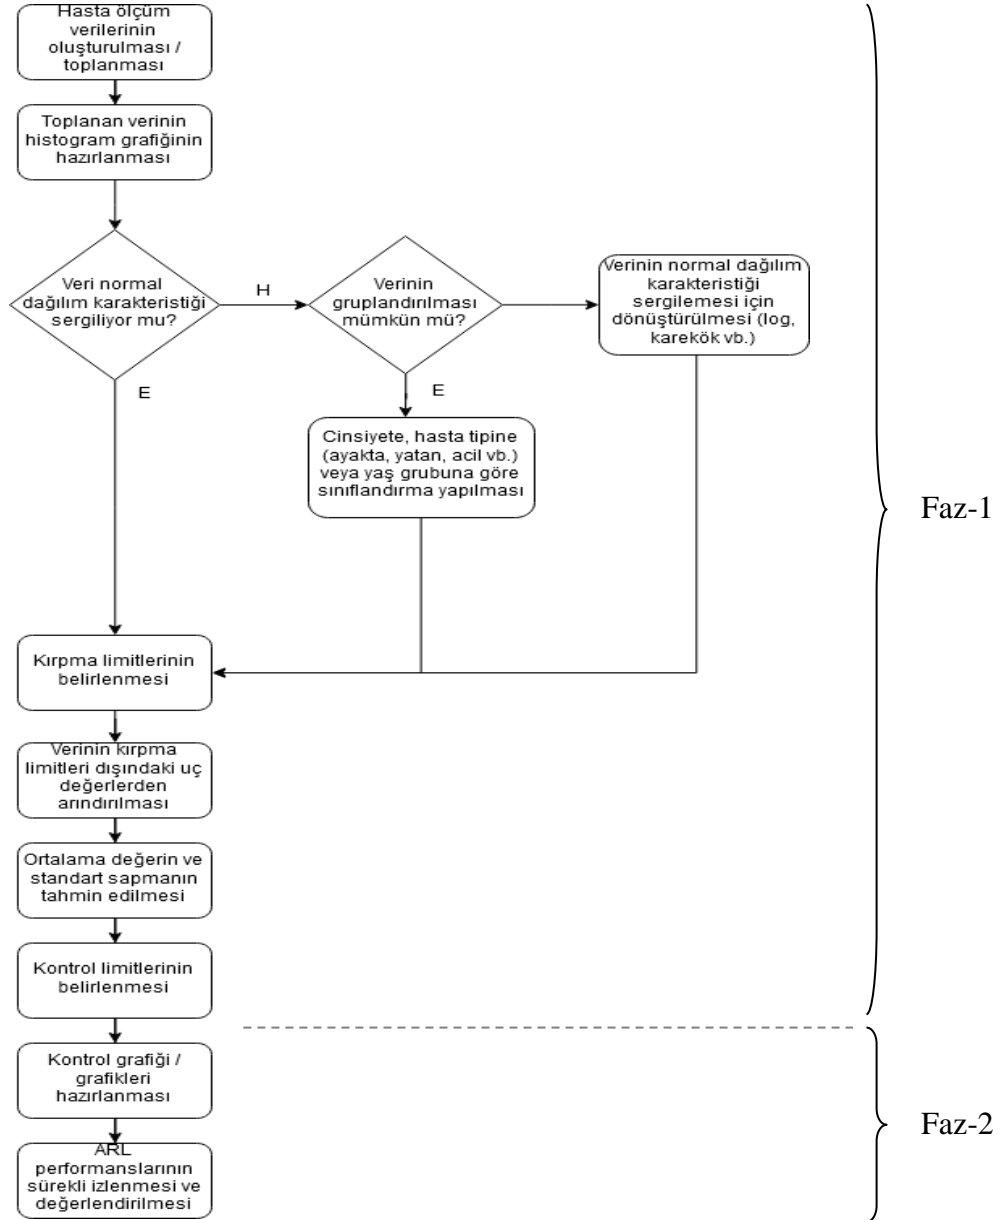 Hasta ölçüm
verilerinin
oluşturulması /
toplanması
Toplanan verinin
histogram grafiğinin
hazırlanması
Veri normal
dağılım karakteristiği
sergiliyor mu?
H
Verinin
gruplandırılması
mümkün mü?
Verinin normal dağılım
karakteristiği
sergilemesi için
dönüştürülmesi (log,
karekök vb.)
E
E
Cinsiyete, hasta tipine
(ayakta, yatan, acil vb.)
veya yaş grubuna göre
sınıflandırma yapılması
Faz-1
Kırpma limitlerinin
belirlenmesi
Verinin kırpma
limitleri dışındaki uç
değerlerden
arındırılması
Ortalama değerin ve
standart sapmanın
tahmin edilmesi
Kontrol limitlerinin
belirlenmesi
Kontrol grafiği /
grafikleri
hazırlanması
Faz-2
ARL
performanslarının
sürekli izlenmesi ve
değerlendirilmesi